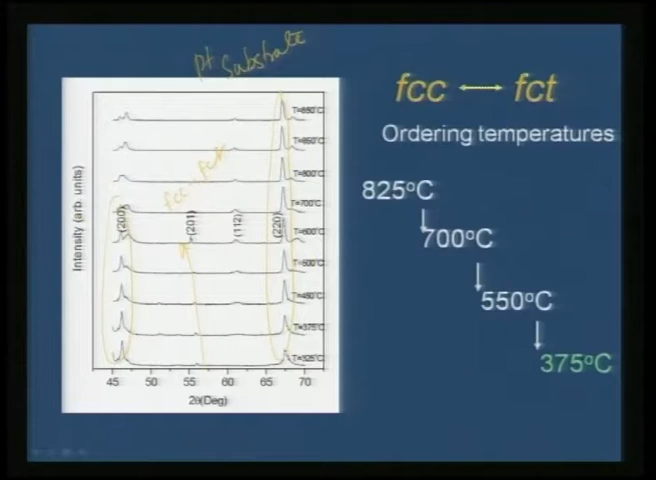 Pt Substrate
fcc ↔ fct
Ordering temperatures
825°C
700°C
550°C
375°C
fcc - fct
Intensity (arb. units)
(200)
(201)
(112)
(220)
T=850°C
T=800°C
T=700°C
T=600°C
T=500°C
T=450°C
T=375°C
T=325°C
45 50 55 60 65 70
2θ(Deg)